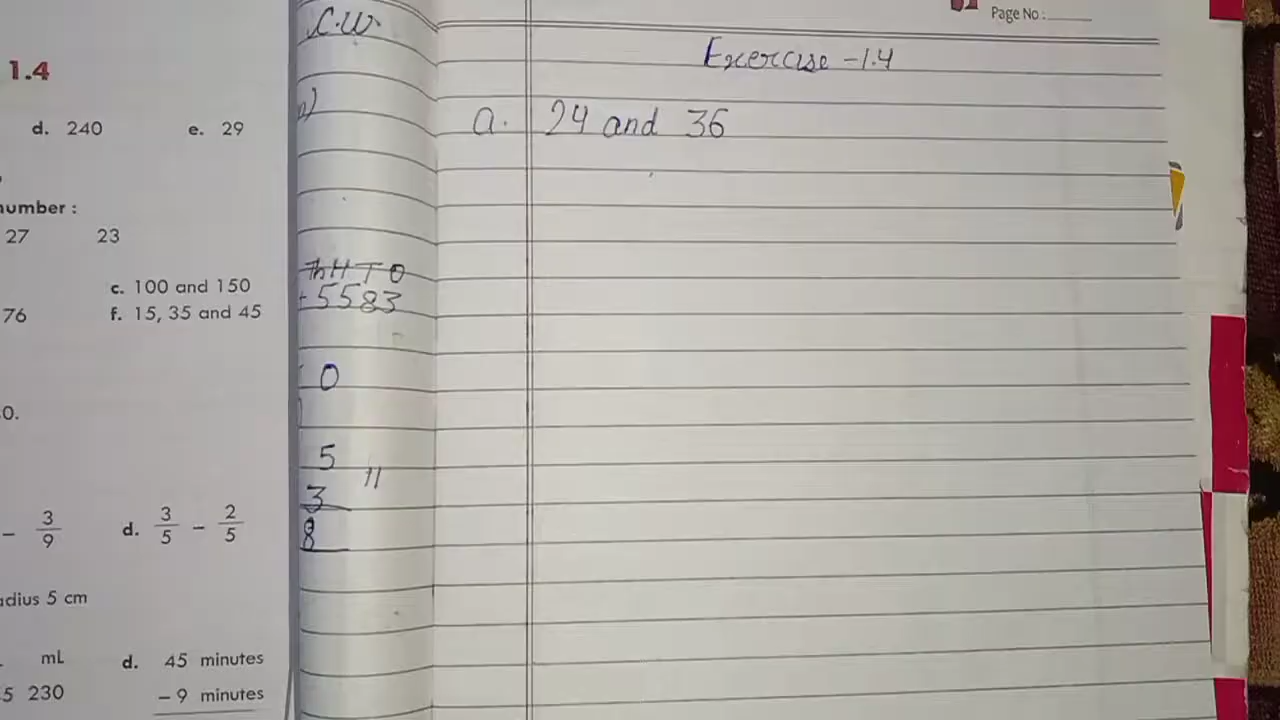 1.4
d. 240 e. 29
number :
27 23
c. 100 and 150
76 f. 15, 35 and 45
0.
– 3/9 d. 3/5 – 2/5
radius 5 cm
mL d. 45 minutes
5 230 – 9 minutes
C.W.
Th H T O
5583
0
5
3
8
Page No :
Exercise -1.4
a. 24 and 36